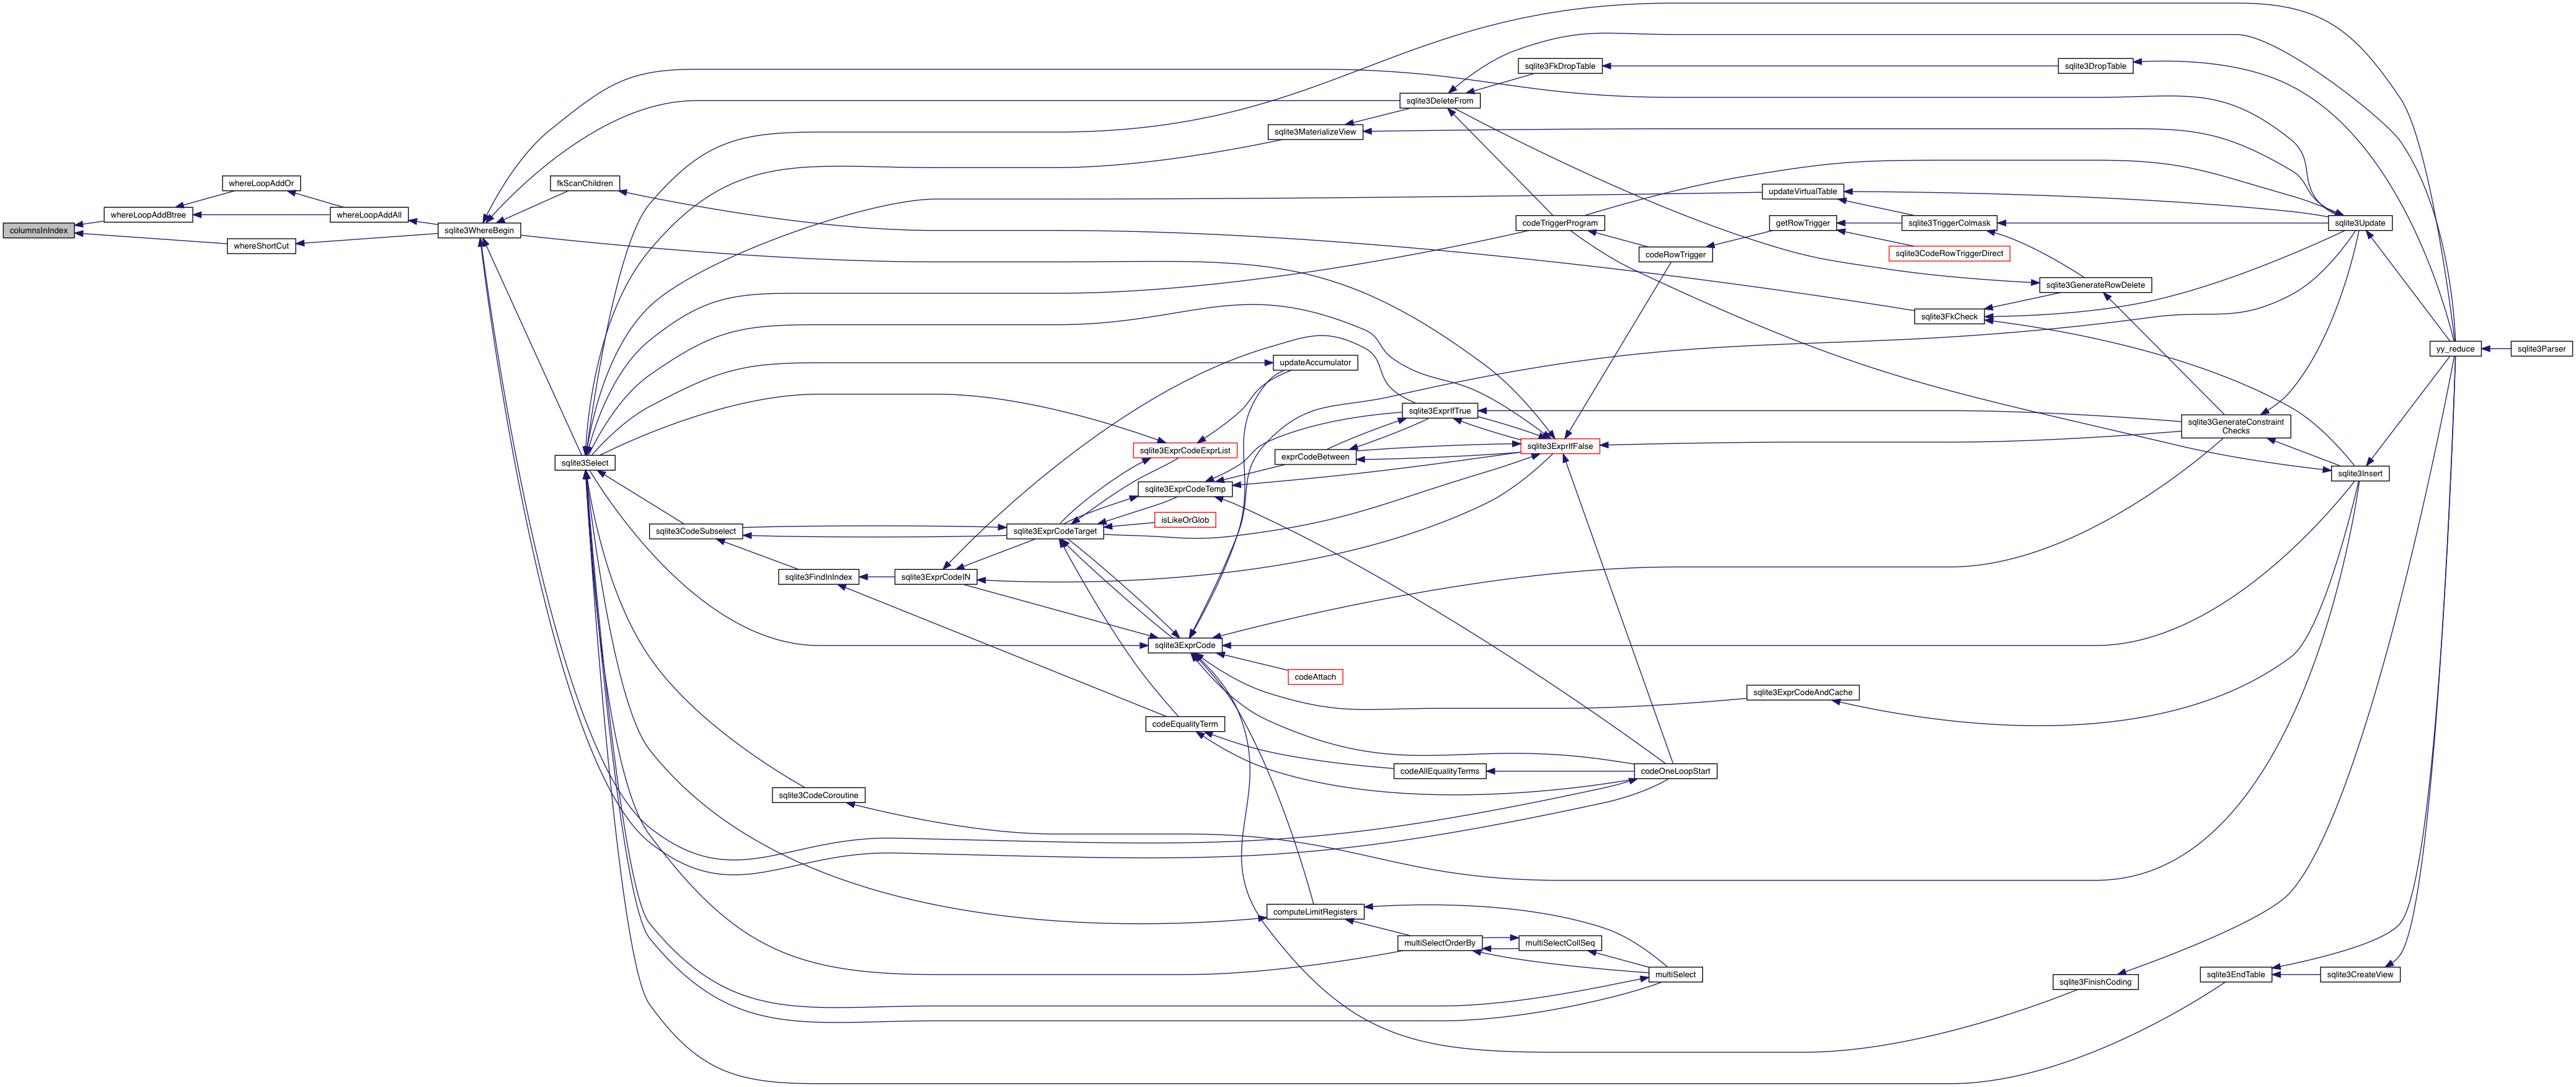 columnsInIndex
whereLoopAddBtree
whereLoopAddOr
whereShortCut
whereLoopAddAll
sqlite3WhereBegin
fkScanChildren
sqlite3Select
sqlite3CodeSubselect
sqlite3FindInIndex
sqlite3CodeCoroutine
sqlite3ExprCodeIN
sqlite3ExprCodeTarget
sqlite3ExprCodeExprList
sqlite3ExprCodeTemp
isLikeOrGlob
sqlite3ExprCode
codeEqualityTerm
sqlite3MaterializeView
updateAccumulator
exprCodeBetween
codeAttach
computeLimitRegisters
sqlite3DeleteFrom
sqlite3ExprIfTrue
codeAllEqualityTerms
multiSelectOrderBy
sqlite3FkDropTable
codeTriggerProgram
sqlite3ExprIfFalse
multiSelectCollSeq
codeRowTrigger
codeOneLoopStart
multiSelect
updateVirtualTable
getRowTrigger
sqlite3ExprCodeAndCache
sqlite3TriggerColmask
sqlite3CodeRowTriggerDirect
sqlite3FkCheck
sqlite3DropTable
sqlite3GenerateRowDelete
sqlite3FinishCoding
sqlite3GenerateConstraint
Checks
sqlite3EndTable
sqlite3Update
sqlite3Insert
sqlite3CreateView
yy_reduce
sqlite3Parser